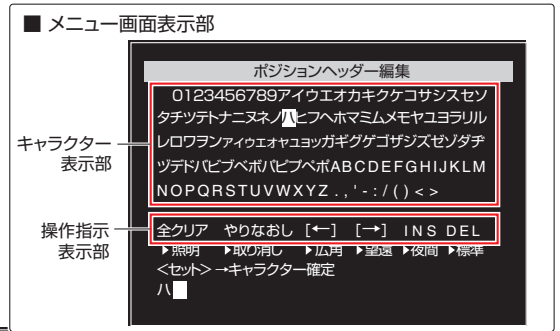 ■ メニュー画面表示部
ポジションヘッダー編集
0123456789アイウエオカキクケコサシスセソ
タチツテトナニヌネノハヒフヘホマミムメモヤユヨラリル
レロワヲンァィゥェォャュョッガギグゲゴザジズゼゾダヂ
ヅデドバビブベボパピプペポABCDEFGHIJKLM
NOPQRSTUVWXYZ.,'-:/()<>
キャラクター
表示部
全クリア やりなおし [←] [→] INS DEL
操作指示
表示部
▶照明 ▶取り消し ▶広角 ▶望遠 ▶夜間 ▶標準
<セット>→キャラクター確定
ハ